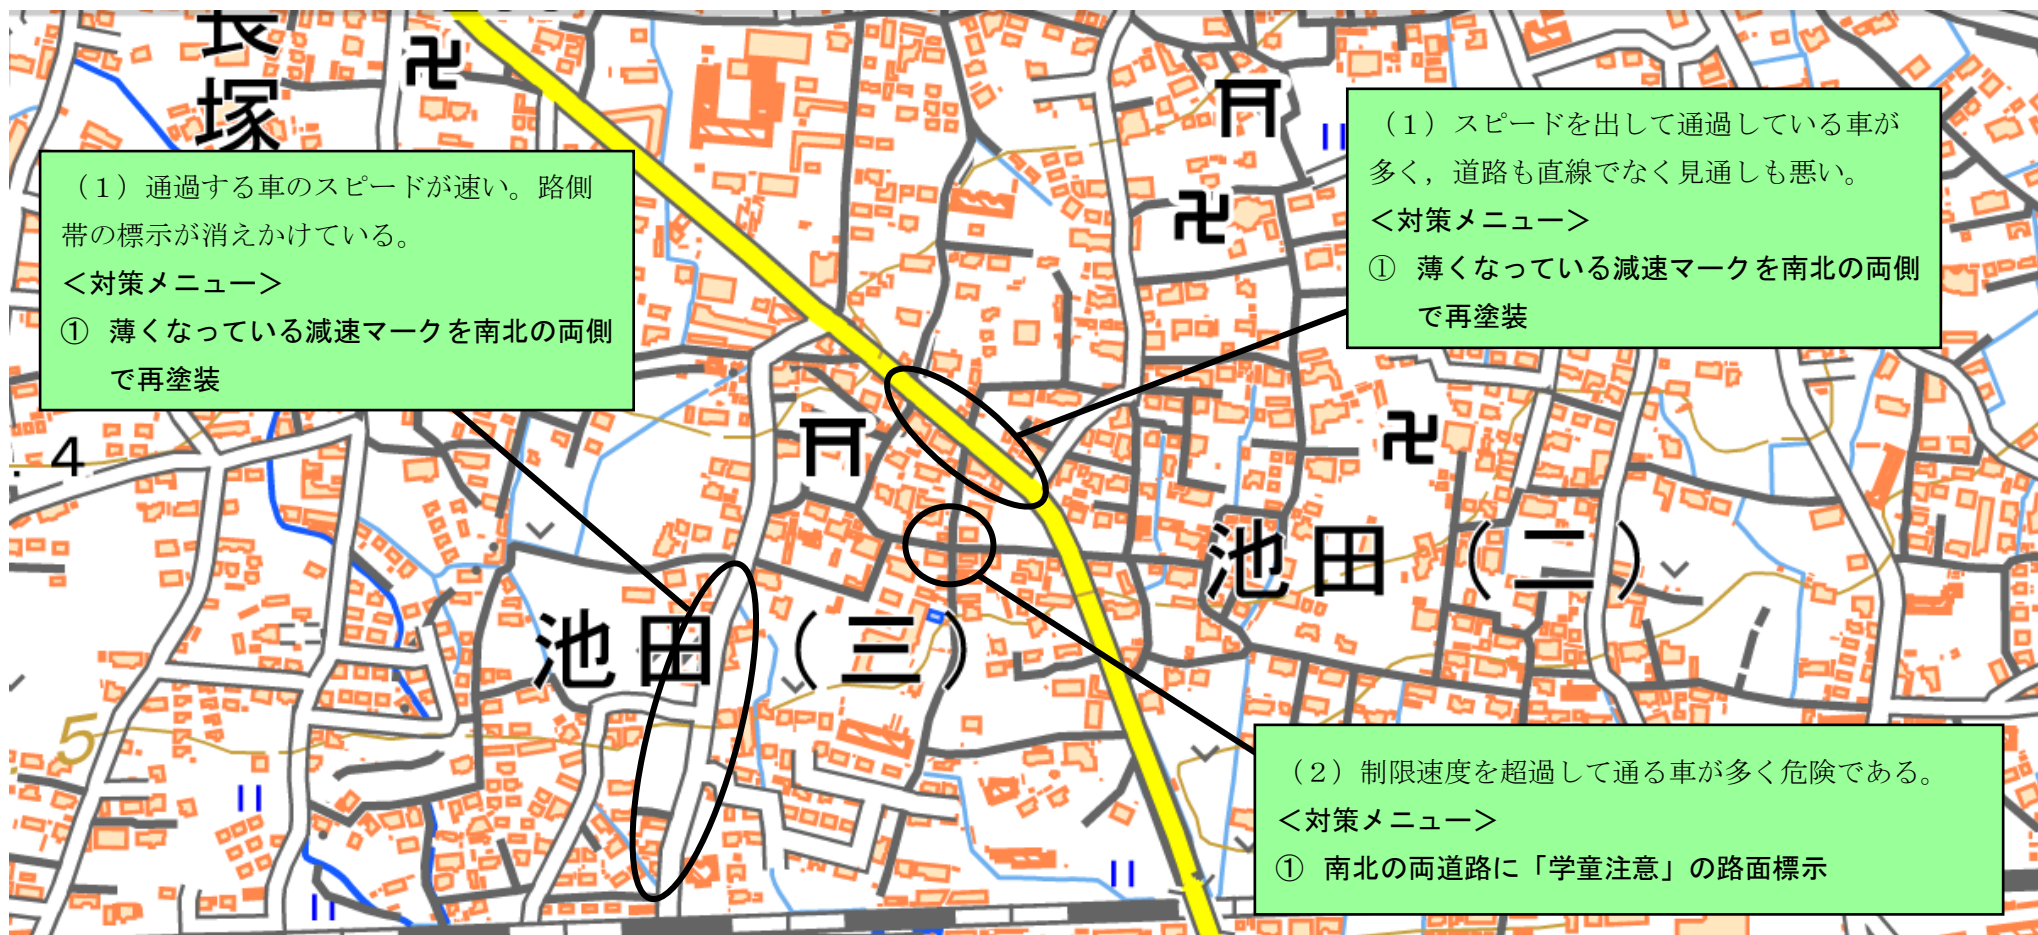 長塚
（１）通過する車のスピードが速い。路側
帯の標示が消えかけている。
＜対策メニュー＞
① 薄くなっている減速マークを南北の両側
で再塗装
（１）スピードを出して通過している車が
多く，道路も直線でなく見通しも悪い。
＜対策メニュー＞
① 薄くなっている減速マークを南北の両側
で再塗装
.4
池田（二）
池田（三）
5
（２）制限速度を超過して通る車が多く危険である。
＜対策メニュー＞
① 南北の両道路に「学童注意」の路面標示